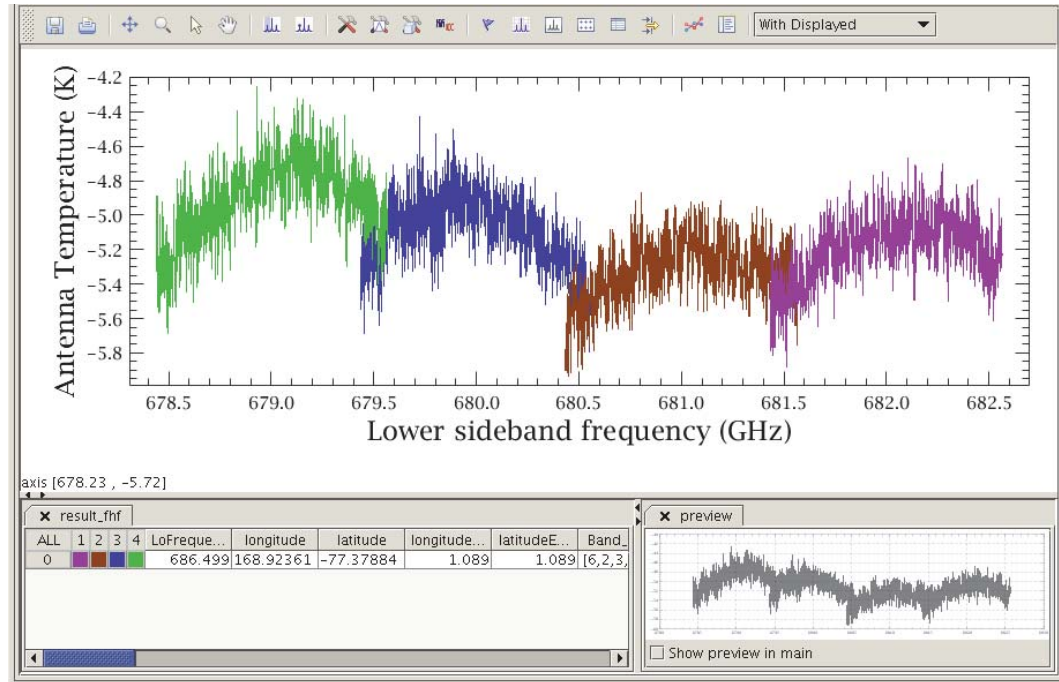 With Displayed
Antenna Temperature (K)
-4.2
-4.4
-4.6
-4.8
-5.0
-5.2
-5.4
-5.6
-5.8
678.5 679.0 679.5 680.0 680.5 681.0 681.5 682.0 682.5
Lower sideband frequency (GHz)
axis [678.23 , -5.72]
result_fhf
ALL 1 2 3 4 LoFreque... longitude latitude longitude... latitudeE... Band_
0 686.499 168.92361 -77.37884 1.089 1.089 [6,2,3,
preview
Show preview in main